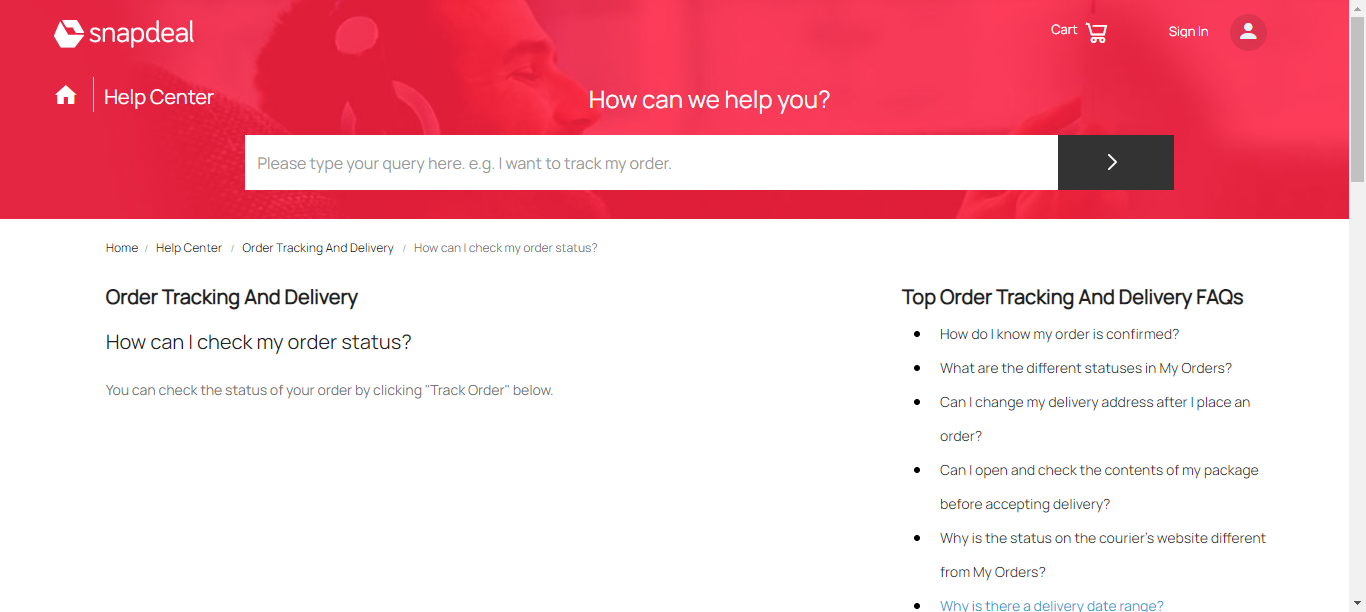 snapdeal
Cart
Sign In
Help Center
How can we help you?
Please type your query here. e.g. I want to track my order.
Home / Help Center / Order Tracking And Delivery / How can I check my order status?
Order Tracking And Delivery
How can I check my order status?
You can check the status of your order by clicking "Track Order" below.
Top Order Tracking And Delivery FAQs
How do I know my order is confirmed?
What are the different statuses in My Orders?
Can I change my delivery address after I place an
order?
Can I open and check the contents of my package
before accepting delivery?
Why is the status on the courier's website different
from My Orders?
Why is there a delivery date range?